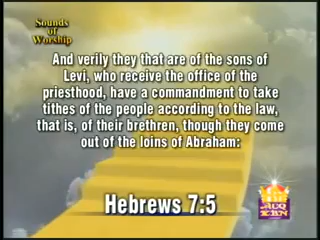 Sounds
of
Worship
And verily they that are of the sons of
Levi, who receive the office of the
priesthood, have a commandment to take
tithes of the people according to the law,
that is, of their brethren, though they come
out of the loins of Abraham:
Hebrews 7:5